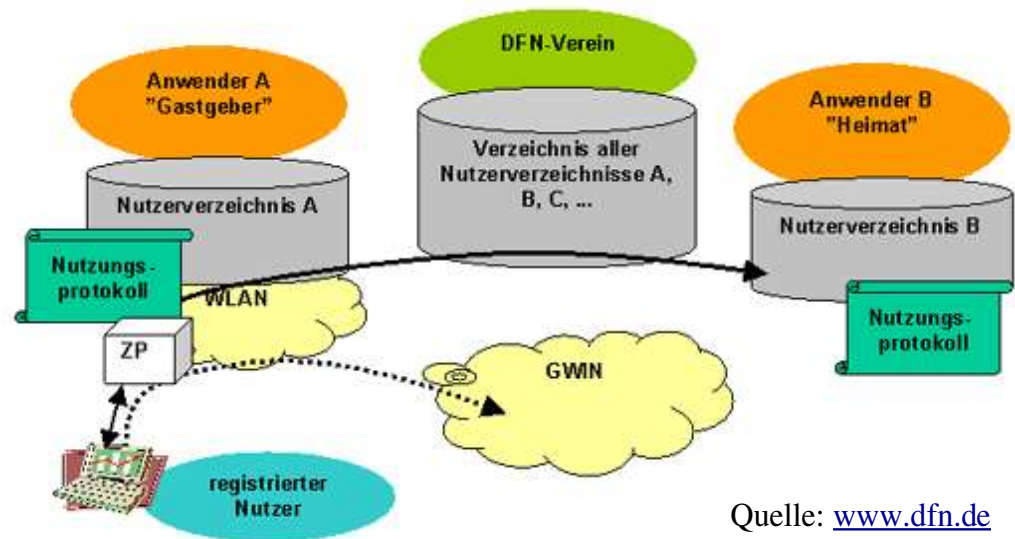 DFN-Verein
Anwender A
"Gastgeber"
Anwender B
"Heimat"
Verzeichnis aller
Nutzerverzeichnisse A,
B, C, ...
Nutzerverzeichnis A
Nutzerverzeichnis B
Nutzungs-
protokoll
WLAN
Nutzungs-
protokoll
ZP
GWIN
registrierter
Nutzer
Quelle: www.dfn.de